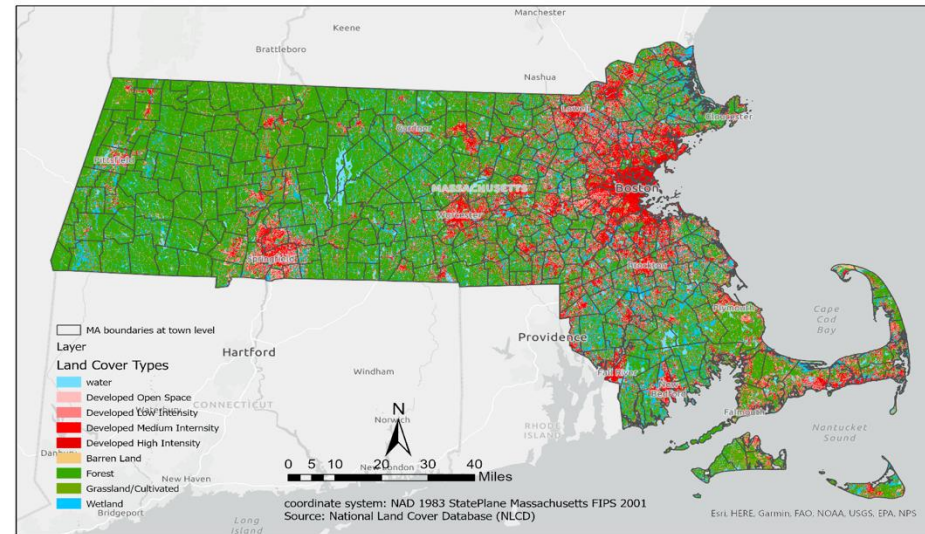 Manchester
Keene
Brattleboro
Nashua
Lowell
Gardner
Gloucester
Pittsfield
MASSACHUSETTS
Boston
Worcester
Springfield
Brockton
Plymouth
Cape
Cod
Bay
Providence
Fall River
New
Bedford
Falmouth
Nantucket
Sound
MA boundaries at town level
Layer
Land Cover Types
water
Developed Open Space
Developed Low Intensity
Developed Medium Internsity
Developed High Intensity
Barren Land
Forest
Grassland/Cultivated
Wetland
Hartford
Windham
Waterbury
CONNECTICUT
Norwich
RHODE
ISLAND
New London
New Haven
Bridgeport
Long
Island
N
0 5 10 20 30 40
Miles
coordinate system: NAD 1983 StatePlane Massachusetts FIPS 2001
Source: National Land Cover Database (NLCD)
Esri, HERE, Garmin, FAO, NOAA, USGS, EPA, NPS